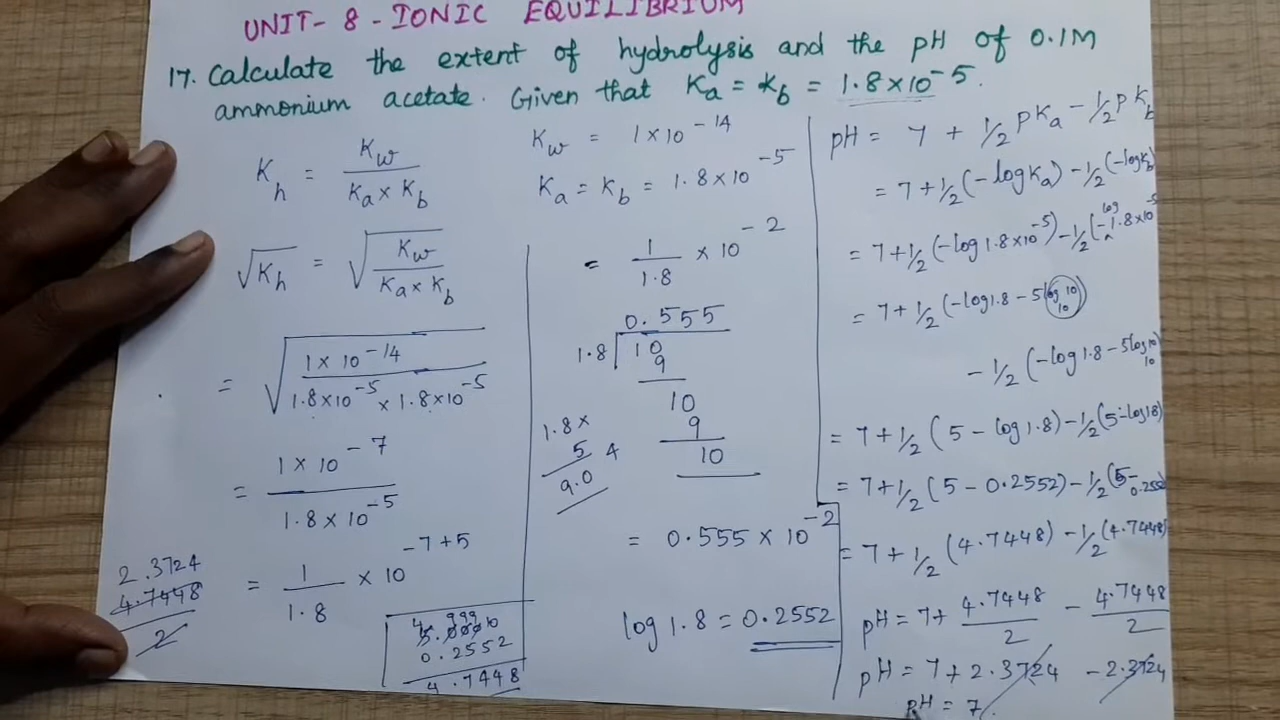 UNIT- 8 - IONIC EQUILIBRIUM
17. Calculate the extent of hydrolysis and the pH of 0.1M
ammonium acetate. Given that Ka = Kb = 1.8×10^-5.
Kh = Kw / Ka × Kb
√Kh = √(Kw / Ka × Kb)
= √(1×10^-14 / 1.8×10^-5 × 1.8×10^-5)
= 1×10^-7 / 1.8×10^-5
= 1/1.8 × 10^-7+5
2.3724
4.7448
2
4 999
5.00010
0.2552
4.7448
Kw = 1×10^-14
Ka = Kb = 1.8×10^-5
= 1/1.8 × 10^-2
0.555
1.8 10
9
10
9
10
1.8×
5 4
9.0
= 0.555 × 10^-2
log 1.8 = 0.2552
pH = 7 + 1/2 pKa - 1/2 pKb
= 7+1/2 (-log Ka) - 1/2 (-log Kb)
= 7+1/2 (-log 1.8×10^-5) - 1/2 (-log 1.8×10^-5
= 7+1/2 (-log1.8 - 5 log 10 10)
- 1/2 (-log 1.8 - 5 log 10 10
= 7+1/2 (5 - log 1.8) - 1/2 (5 - log 1.8)
= 7+1/2 (5 - 0.2552) - 1/2 (5 - 0.255
= 7+1/2 (4.7448) - 1/2 (4.7448)
pH = 7+ 4.7448/2 - 4.7448/2
pH = 7 + 2.3724 - 2.3724
pH = 7.